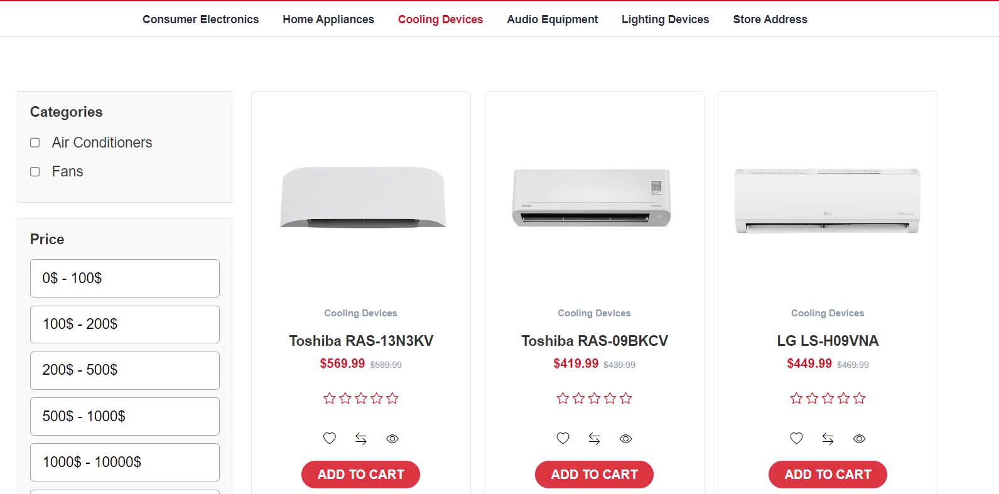 Consumer Electronics Home Appliances Cooling Devices Audio Equipment Lighting Devices Store Address
Categories
Air Conditioners
Fans
Price
0$ - 100$
100$ - 200$
200$ - 500$
500$ - 1000$
1000$ - 10000$
Cooling Devices
Toshiba RAS-13N3KV
$569.99 $589.99
ADD TO CART
Cooling Devices
Toshiba RAS-09BKCV
$419.99 $439.99
ADD TO CART
LG
Cooling Devices
LG LS-H09VNA
$449.99 $469.99
ADD TO CART